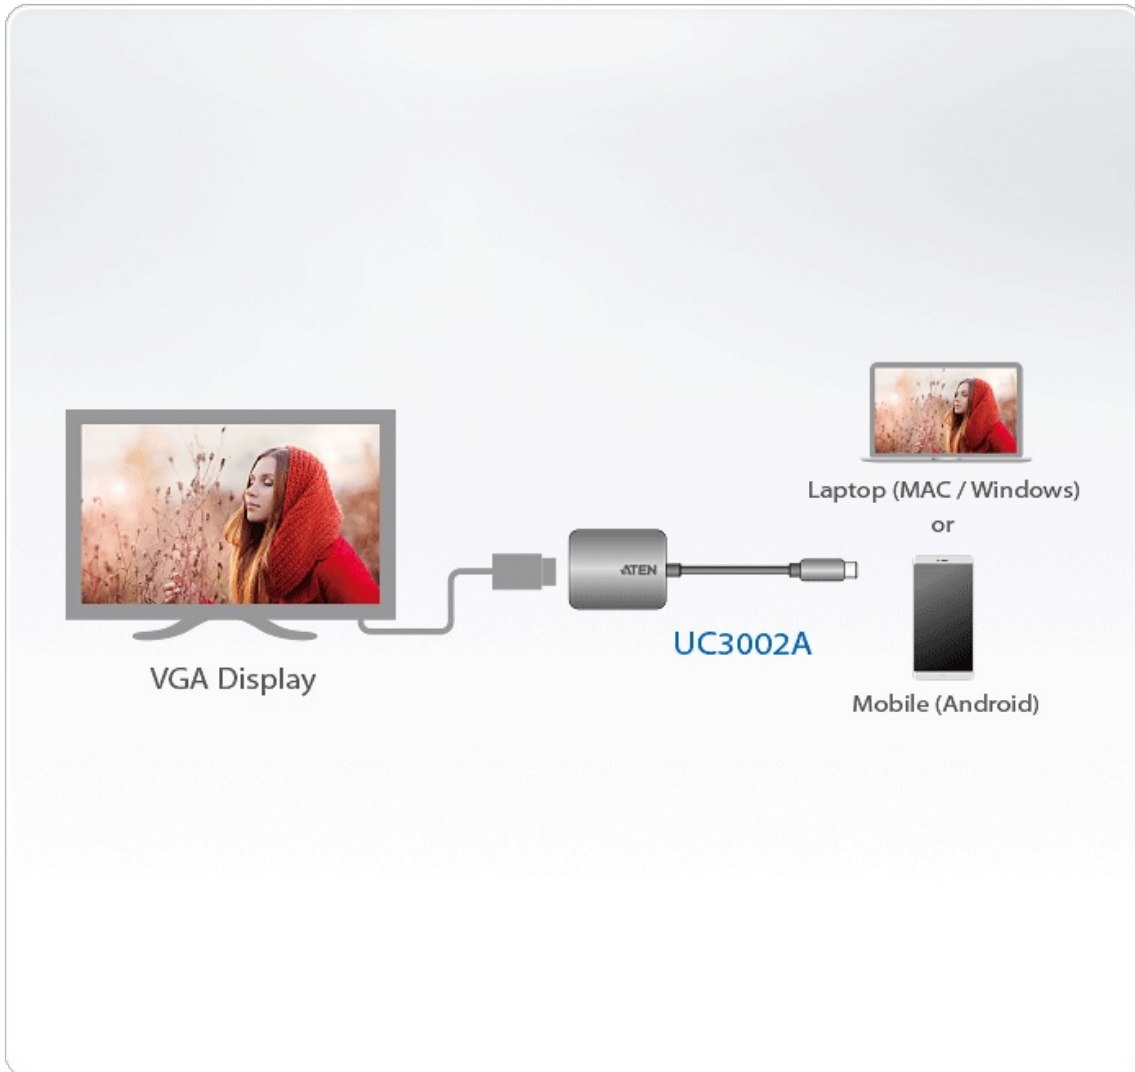 VGA Display
ATEN
UC3002A
Laptop (MAC / Windows)
or
Mobile (Android)